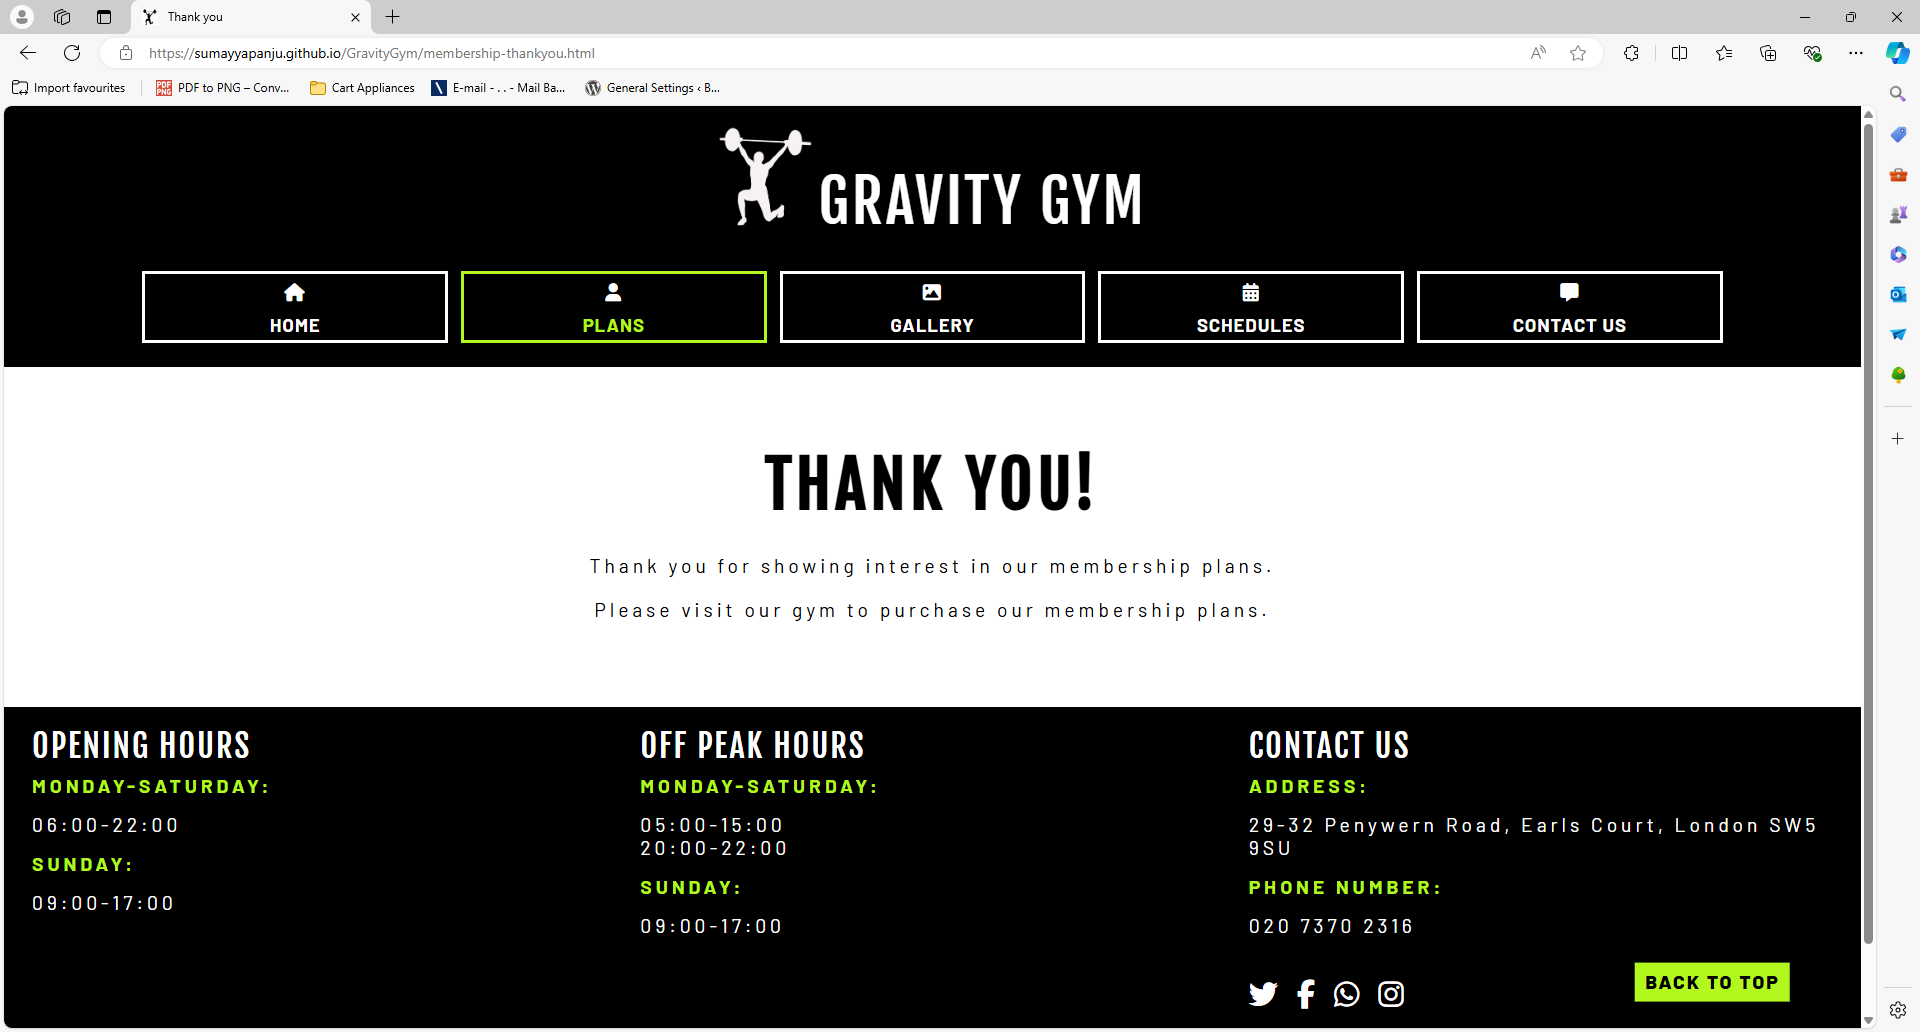 Thank you
https://sumayyapanju.github.io/GravityGym/membership-thankyou.html
Import favourites
PDF to PNG – Conv...
Cart Appliances
E-mail - . . - Mail Ba...
General Settings ‹ B...
GRAVITY GYM
HOME
PLANS
GALLERY
SCHEDULES
CONTACT US
THANK YOU!
Thank you for showing interest in our membership plans.
Please visit our gym to purchase our membership plans.
OPENING HOURS
MONDAY-SATURDAY:
06:00-22:00
SUNDAY:
09:00-17:00
OFF PEAK HOURS
MONDAY-SATURDAY:
05:00-15:00
20:00-22:00
SUNDAY:
09:00-17:00
CONTACT US
ADDRESS:
29-32 Penywern Road, Earls Court, London SW5
9SU
PHONE NUMBER:
020 7370 2316
BACK TO TOP